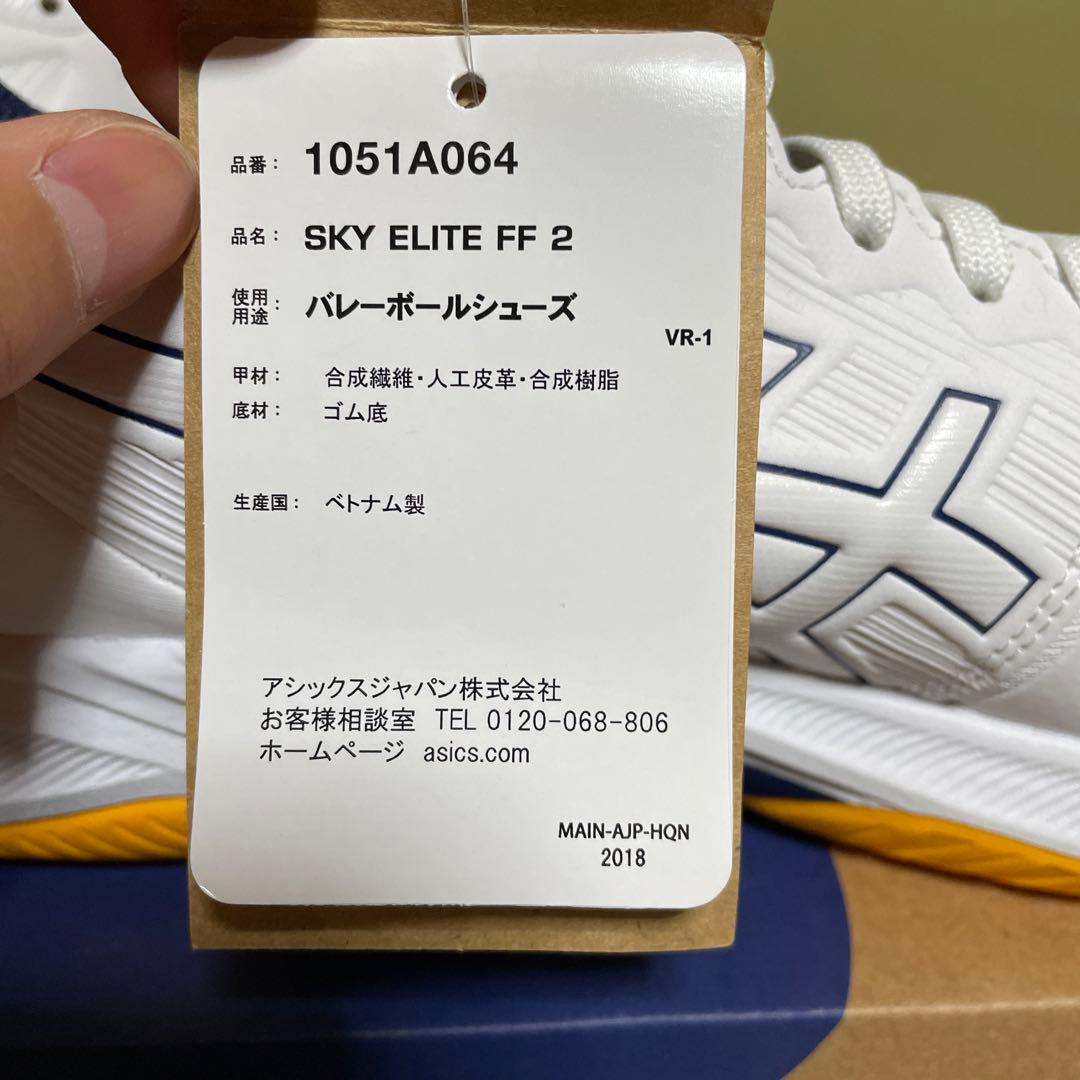 品番： 1051A064
品名： SKY ELITE FF 2
使用用途： バレーボールシューズ
VR-1
甲材： 合成繊維・人工皮革・合成樹脂
底材： ゴム底
生産国： ベトナム製
アシックスジャパン株式会社
お客様相談室 TEL 0120-068-806
ホームページ asics.com
MAIN-AJP-HQN
2018